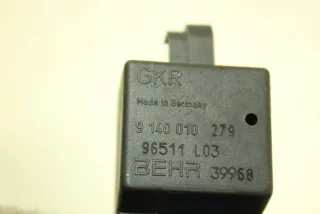 GKR
Made in Germany
9 140 010 279
96511 L03
BEHR 39968